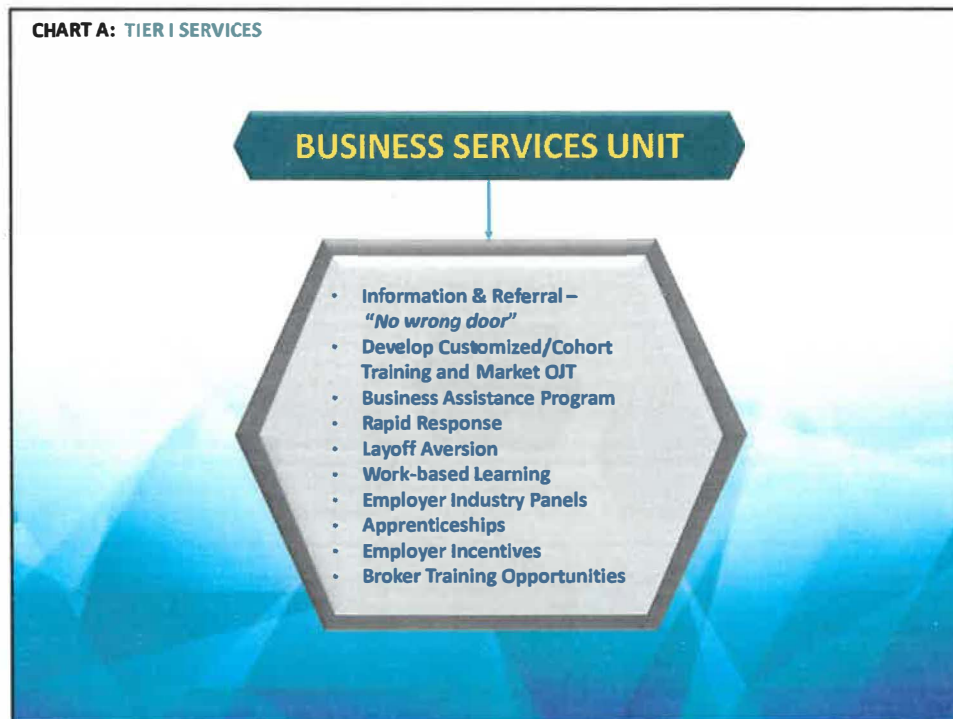 CHART A: TIER I SERVICES
BUSINESS SERVICES UNIT
• Information & Referral –
"No wrong door"
• Develop Customized/Cohort
Training and Market OJT
• Business Assistance Program
• Rapid Response
• Layoff Aversion
• Work-based Learning
• Employer Industry Panels
• Apprenticeships
• Employer Incentives
• Broker Training Opportunities